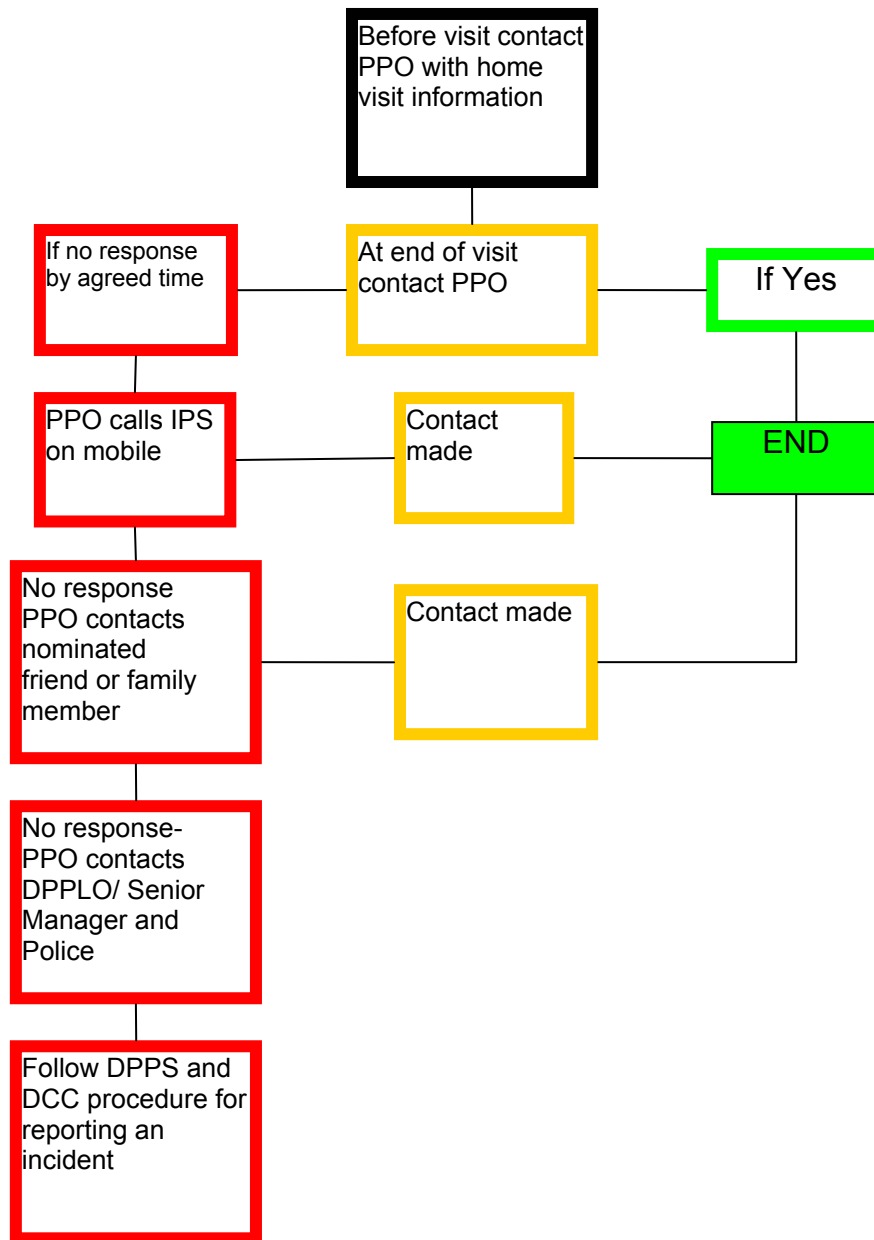 Before visit contact
PPO with home
visit information
If no response
by agreed time
At end of visit
contact PPO
If Yes
PPO calls IPS
on mobile
Contact
made
END
No response
PPO contacts
nominated
friend or family
member
Contact made
No response-
PPO contacts
DPPLO/ Senior
Manager and
Police
Follow DPPS and
DCC procedure for
reporting an
incident